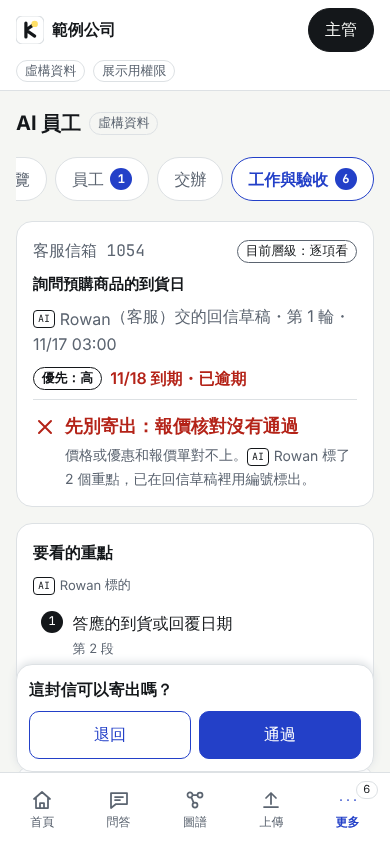 範例公司
主管
虛構資料
展示用權限
AI 員工
虛構資料
覽
員工 1
交辦
工作與驗收 6
客服信箱 1054
目前層級：逐項看
詢問預購商品的到貨日
AI Rowan（客服）交的回信草稿・第 1 輪・
11/17 03:00
優先：高
11/18 到期・已逾期
先別寄出：報價核對沒有通過
價格或優惠和報價單對不上。AI Rowan 標了
2 個重點，已在回信草稿裡用編號標出。
要看的重點
AI Rowan 標的
1 答應的到貨或回覆日期
第 2 段
這封信可以寄出嗎？
退回
通過
6
首頁
問答
圖譜
上傳
更多